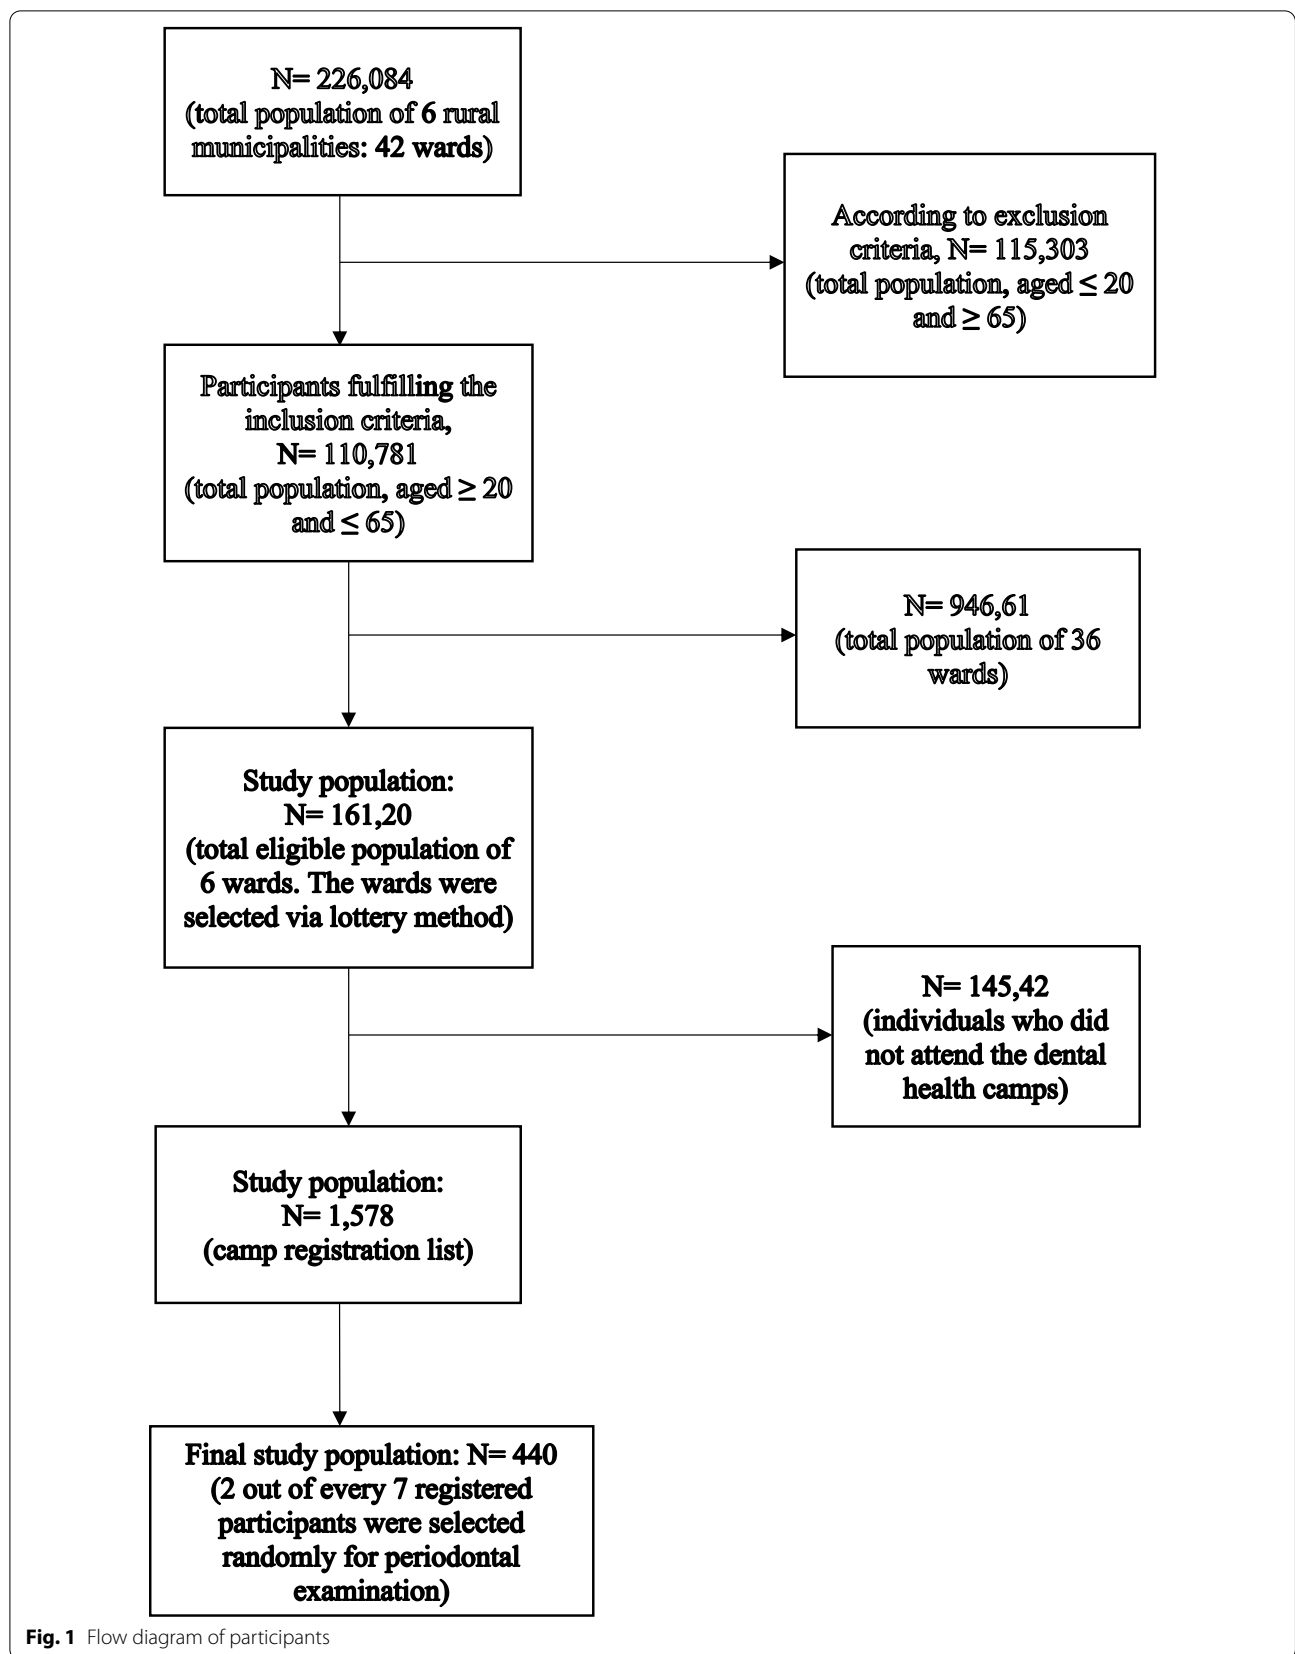 N= 226,084
(total population of 6 rural
municipalities: 42 wards)
According to exclusion
criteria, N= 115,303
(total population, aged ≤ 20
and ≥ 65)
Participants fulfilling the
inclusion criteria,
N= 110,781
(total population, aged ≥ 20
and ≤ 65)
N= 946,61
(total population of 36
wards)
Study population:
N= 161,20
(total eligible population of
6 wards. The wards were
selected via lottery method)
N= 145,42
(individuals who did
not attend the dental
health camps)
Study population:
N= 1,578
(camp registration list)
Final study population: N= 440
(2 out of every 7 registered
participants were selected
randomly for periodontal
examination)
Fig. 1 Flow diagram of participants